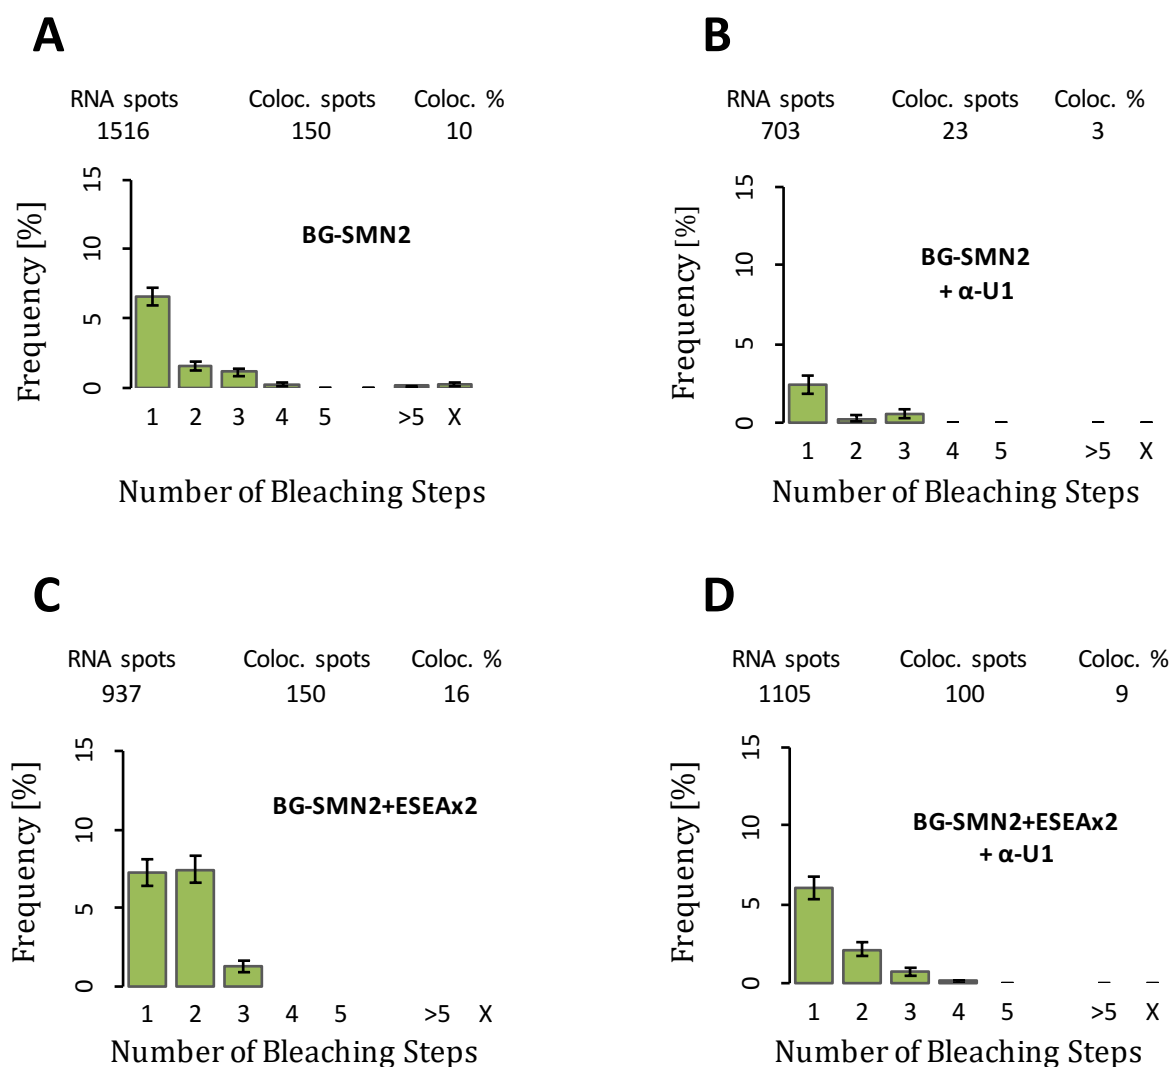 A
RNA spots Coloc. spots Coloc. %
1516 150 10
Frequency [%]
15
10
5
0
BG-SMN2
1 2 3 4 5 >5 X
Number of Bleaching Steps
B
RNA spots Coloc. spots Coloc. %
703 23 3
Frequency [%]
15
10
5
0
BG-SMN2
+ α-U1
1 2 3 4 5 >5 X
Number of Bleaching Steps
C
RNA spots Coloc. spots Coloc. %
937 150 16
Frequency [%]
15
10
5
0
BG-SMN2+ESEAx2
1 2 3 4 5 >5 X
Number of Bleaching Steps
D
RNA spots Coloc. spots Coloc. %
1105 100 9
Frequency [%]
15
10
5
0
BG-SMN2+ESEAx2
+ α-U1
1 2 3 4 5 >5 X
Number of Bleaching Steps